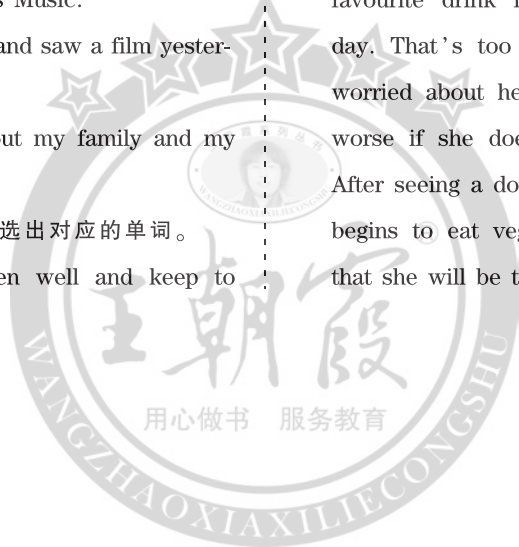 Music.
and saw a film yester-
out my family and my
选出对应的单词。
en well and keep to
favourite drink
day. That's too
worried about he
worse if she doe
After seeing a do
begins to eat veg
that she will be t
王朝霞
用心做书 服务教育
WANGZHAOXIAXILIECONGSHU